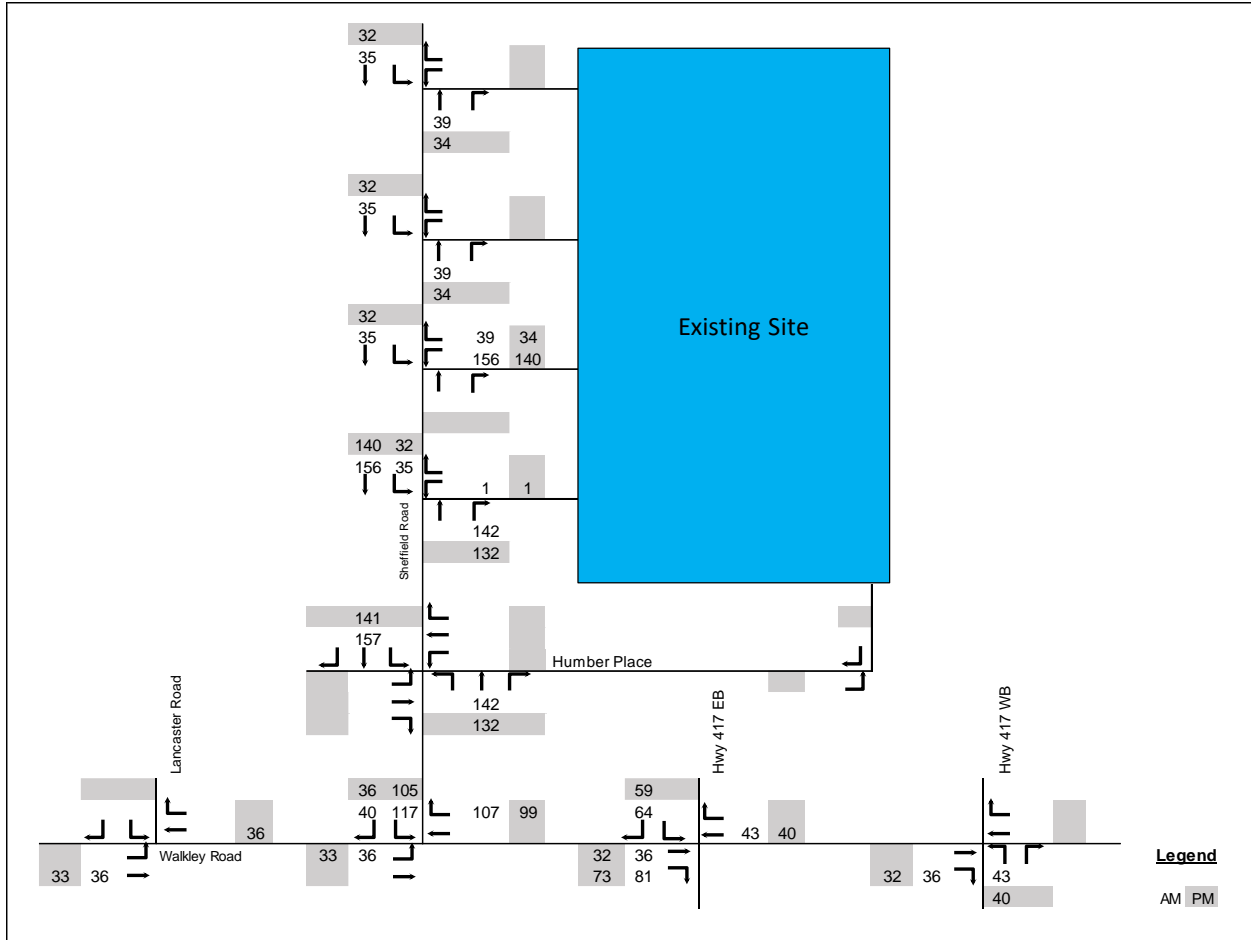 32
35
39
34
32
35
39
34
Existing Site
32
35 39 34
156 140
140 32
156 35
1 1
Sheffield Road
142
132
141
157
Humber Place
142
132
Lancaster Road
Hwy 417 EB
Hwy 417 WB
36 105 59
40 117 107 99 64
36 43 40
Walkley Road
33 36 33 36 32 36 32 36 43
73 81 40
Legend
AM PM